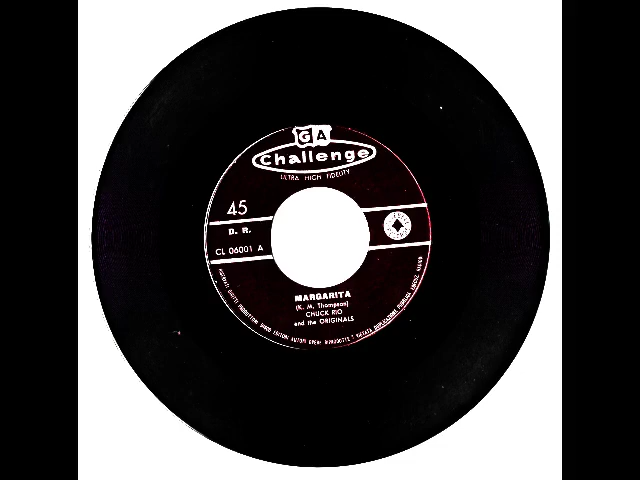 GA
Challenge
ULTRA HIGH FIDELITY
45
D. R.
CL 06001 A
MARGARITA
(K. M. Thompson)
CHUCK RIO
and the ORIGINALS